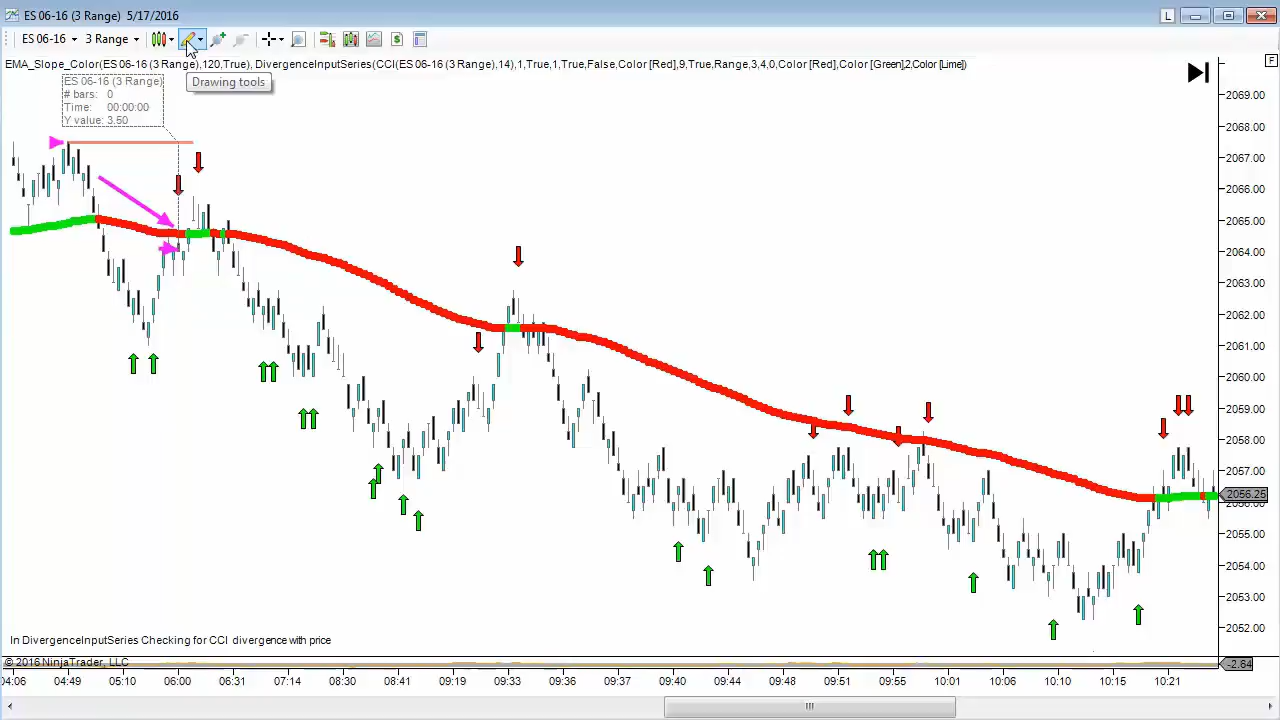 ES 06-16 (3 Range) 5/17/2016
L
ES 06-16 3 Range
$
EMA_Slope_Color(ES 06-16 (3 Range),120,True), DivergenceInputSeries(CCI(ES 06-16 (3 Range),14),1,True,1,True,False,Color [Red],9,True,Range,3,4,0,Color [Red],Color [Green],2,Color [Lime])
F
Drawing tools
ES 06-16 (3 Range)
# bars: 0
Time: 00:00:00
Y value: 3.50
2069.00
2068.00
2067.00
2066.00
2065.00
2064.00
2063.00
2062.00
2061.00
2060.00
2059.00
2058.00
2057.00
2056.25
2056.00
2055.00
2054.00
2053.00
2052.00
In DivergenceInputSeries Checking for CCI divergence with price
© 2016 NinjaTrader, LLC
-2.64
04:06 04:49 05:10 06:00 06:31 07:14 08:30 08:41 09:19 09:33 09:36 09:37 09:44 09:48 09:51 09:55 10:01 10:06 10:10 10:15 10:21